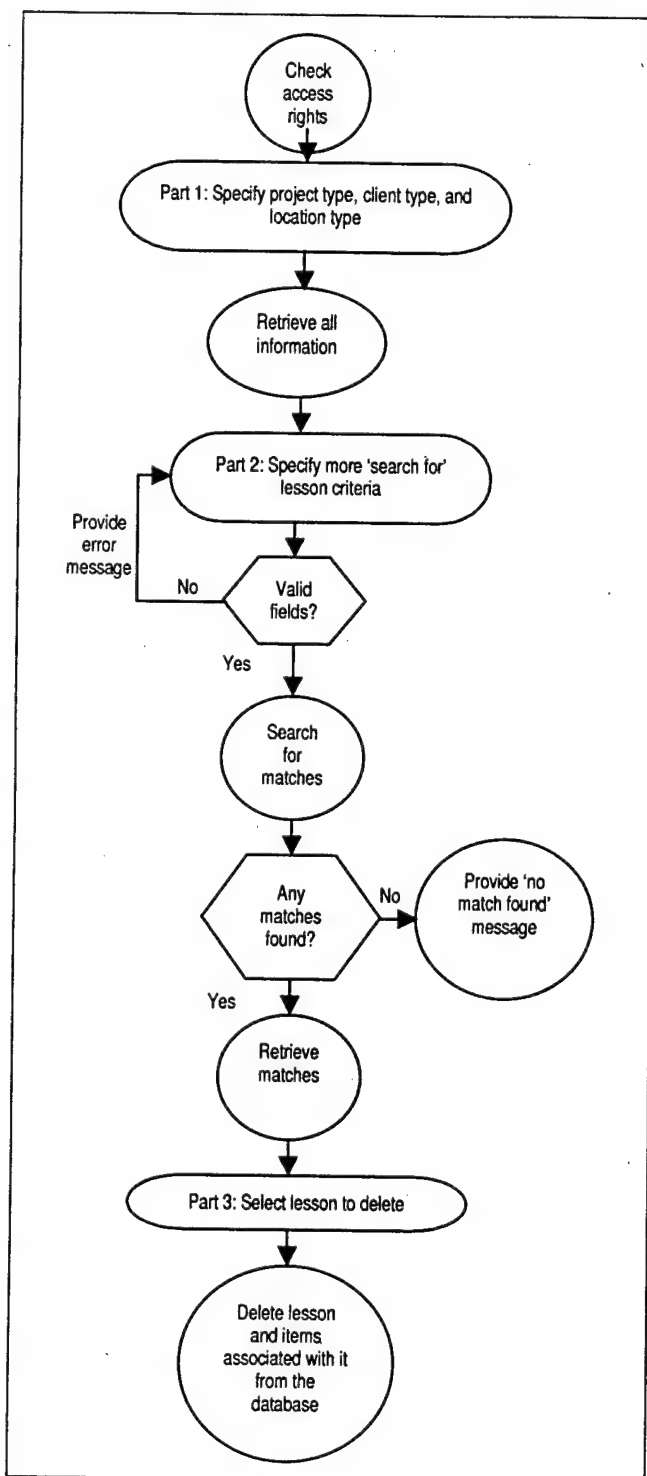 Check
access
rights
Part 1: Specify project type, client type, and
location type
Retrieve all
information
Part 2: Specify more 'search for'
lesson criteria
Provide
error
message
No
Valid
fields?
Yes
Search
for
matches
Any
matches
found?
No
Provide 'no
match found'
message
Yes
Retrieve
matches
Part 3: Select lesson to delete
Delete lesson
and items
associated with it
from the
database